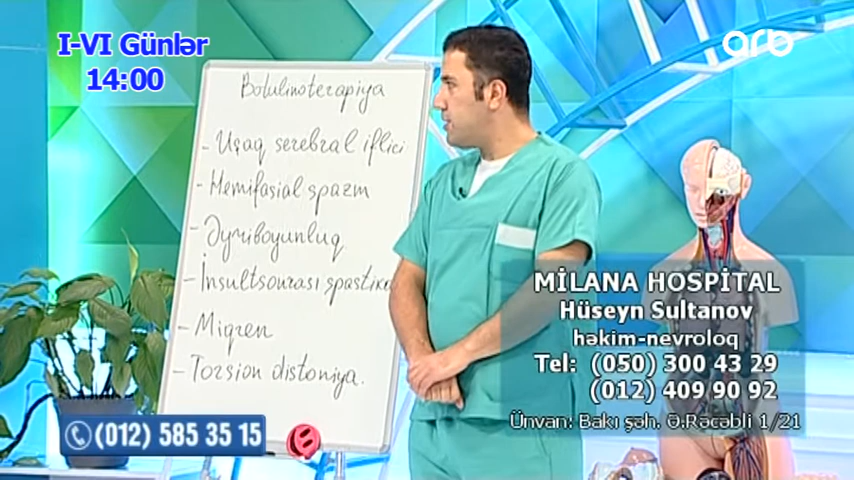 I-VI Günlər
14:00
arb
Botulinoterapiya
- Uşaq serebral iflici
- Hemifasial spazm
- Əyriboyunluq
- İnsultsonrası spastika
- Miqren
- Torsion distoniya.
MİLANA HOSPİTAL
Hüseyn Sultanov
həkim-nevroloq
Tel: (050) 300 43 29
(012) 409 90 92
Ünvan: Bakı şəh. Ə.Rəcəbli 1/21
(012) 585 35 15